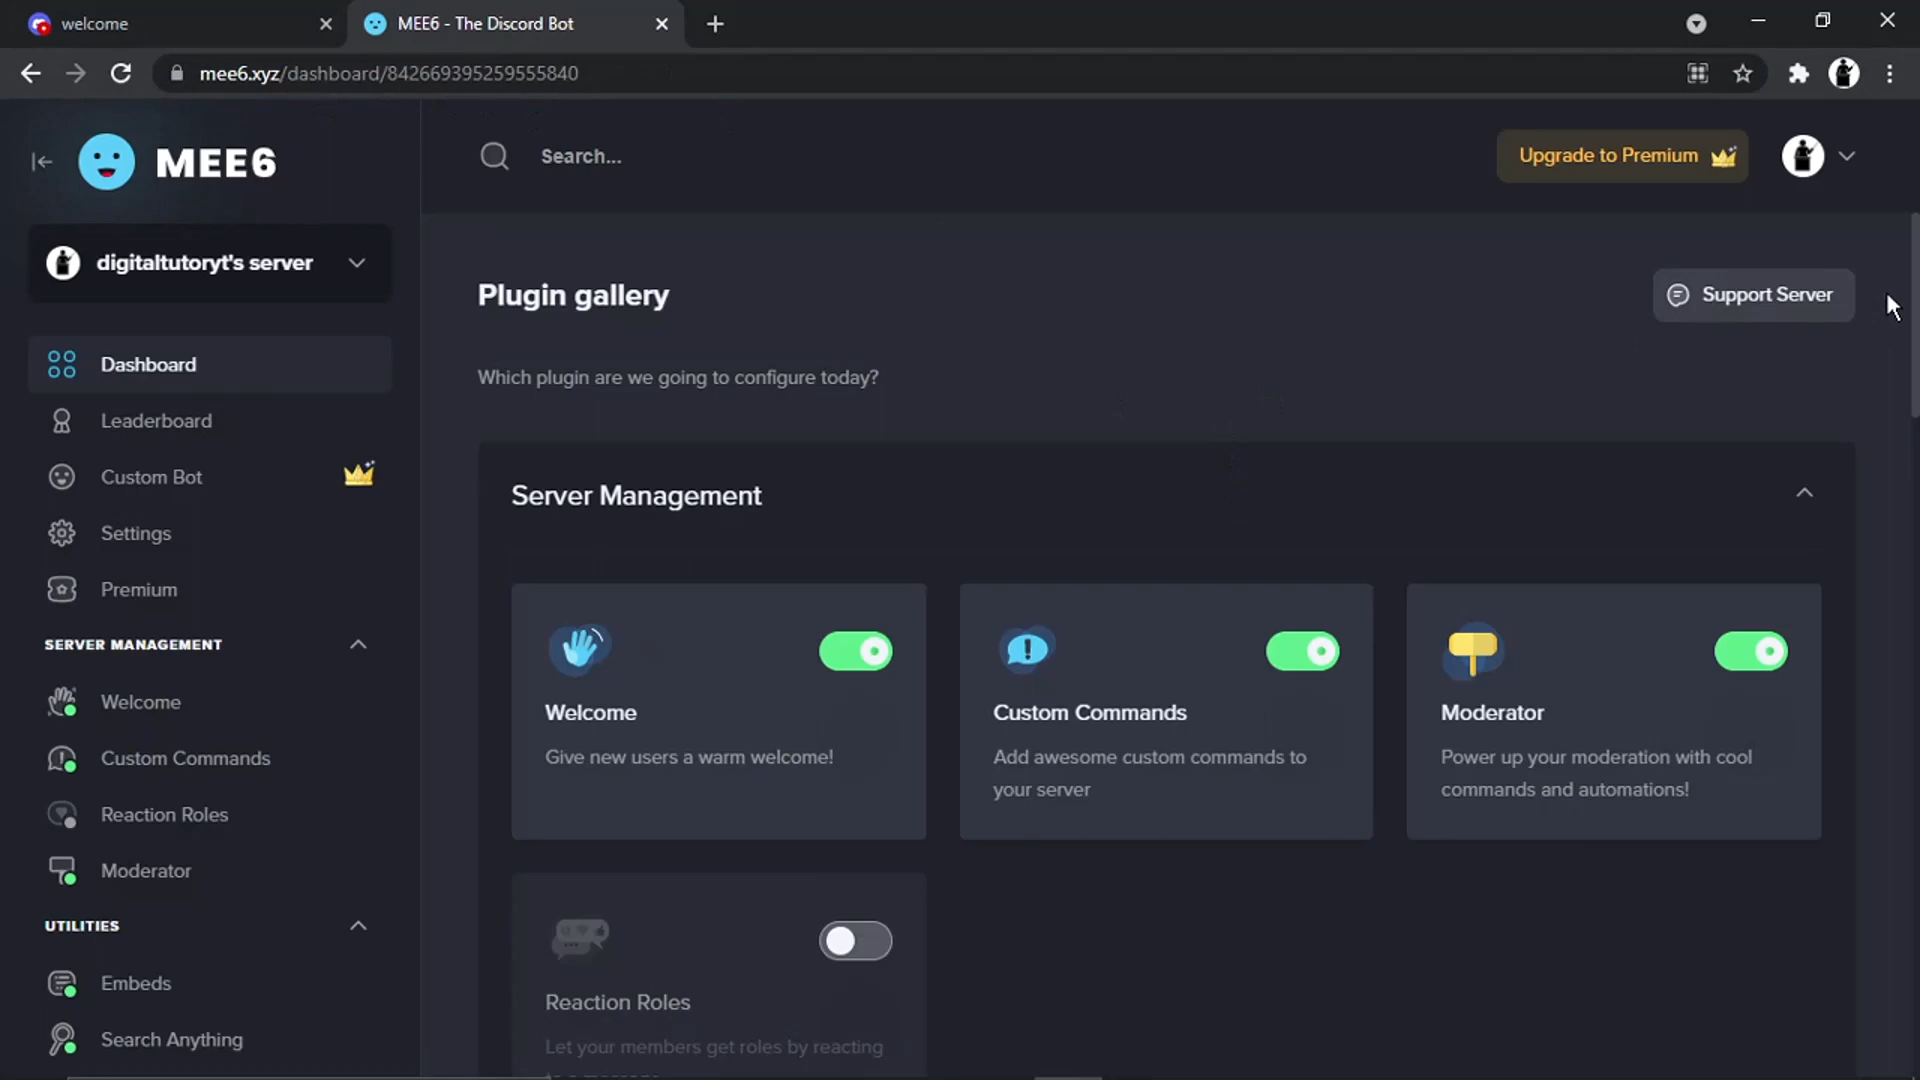 welcome
MEE6 - The Discord Bot
mee6.xyz/dashboard/842669395259555840
MEE6
Search...
Upgrade to Premium
digitaltutoryt's server
Plugin gallery
Support Server
Dashboard
Which plugin are we going to configure today?
Leaderboard
Custom Bot
Server Management
Settings
Premium
SERVER MANAGEMENT
Welcome
Custom Commands
Reaction Roles
Moderator
UTILITIES
Embeds
Search Anything
Welcome
Give new users a warm welcome!
Custom Commands
Add awesome custom commands to
your server
Moderator
Power up your moderation with cool
commands and automations!
Reaction Roles
Let your members get roles by reacting